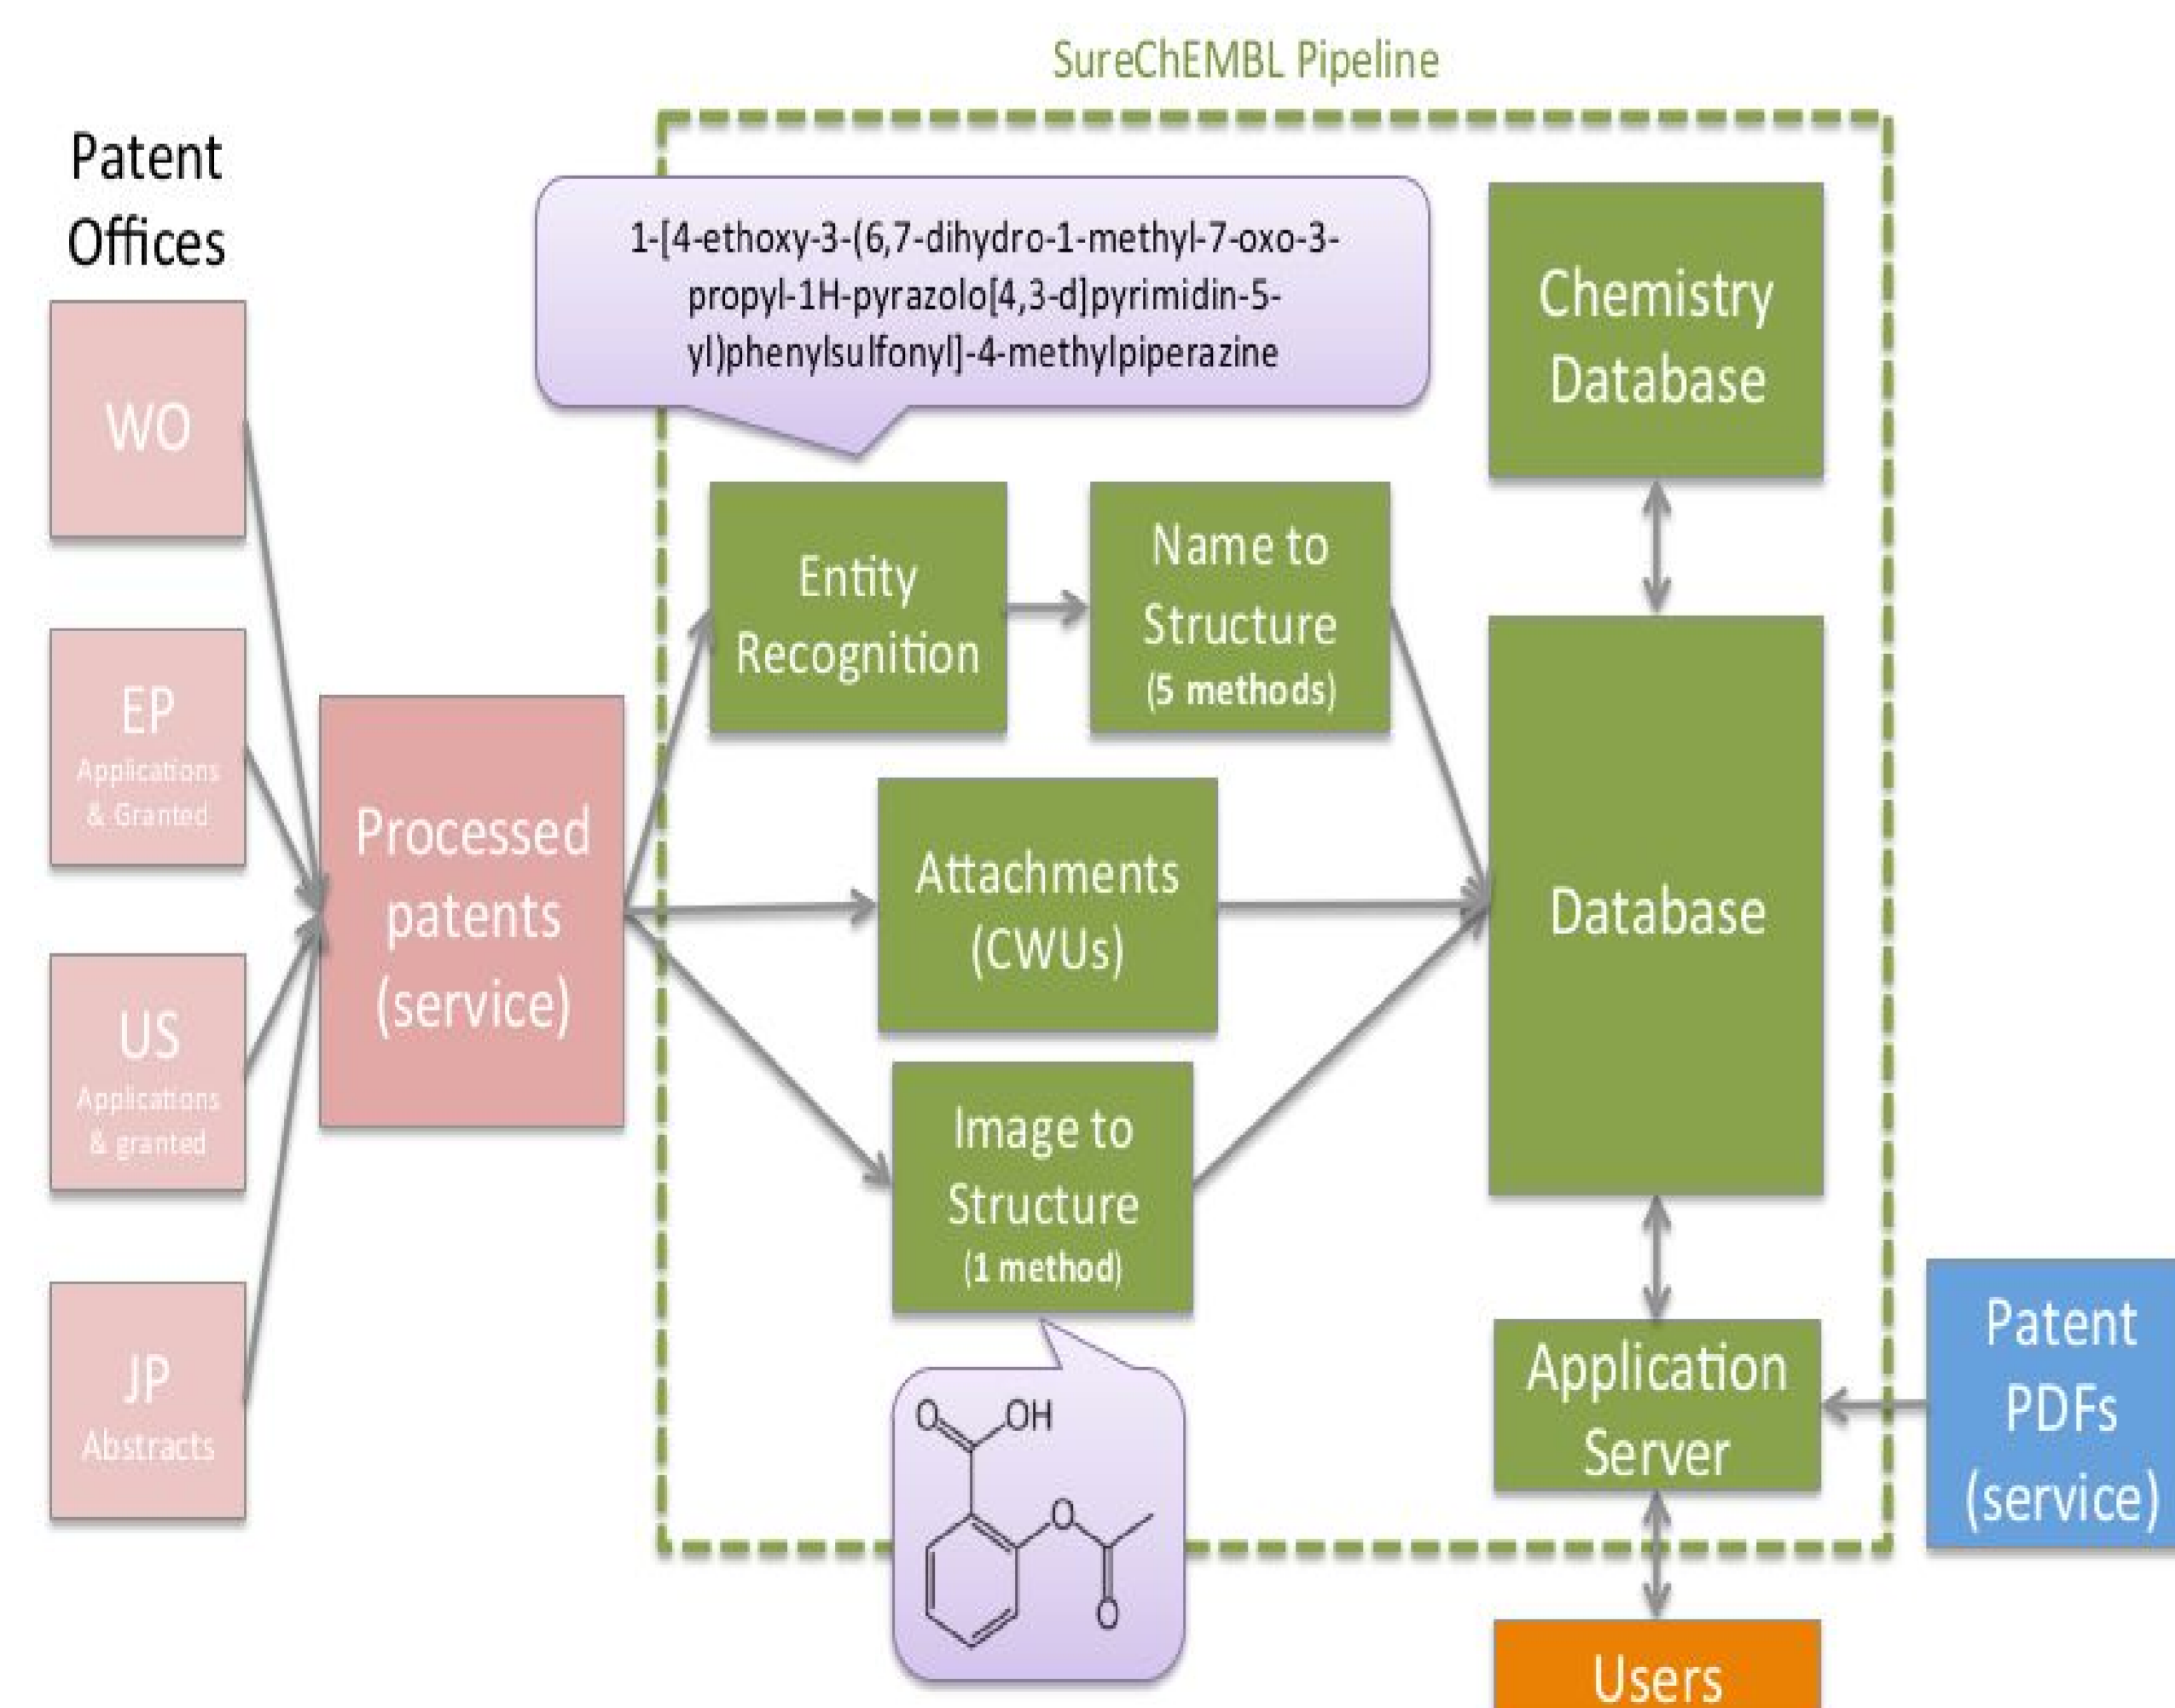 SureChEMBL Pipeline
Patent
Offices
WO
EP
Applications
& Granted
US
Applications
& granted
JP
Abstracts
Processed
patents
(service)
1-[4-ethoxy-3-(6,7-dihydro-1-methyl-7-oxo-3-
propyl-1H-pyrazolo[4,3-d]pyrimidin-5-
yl)phenylsulfonyl]-4-methylpiperazine
Entity
Recognition
Name to
Structure
(5 methods)
Attachments
(CWUs)
Image to
Structure
(1 method)
O
OH
O
O
Chemistry
Database
Database
Application
Server
Patent
PDFs
(service)
Users